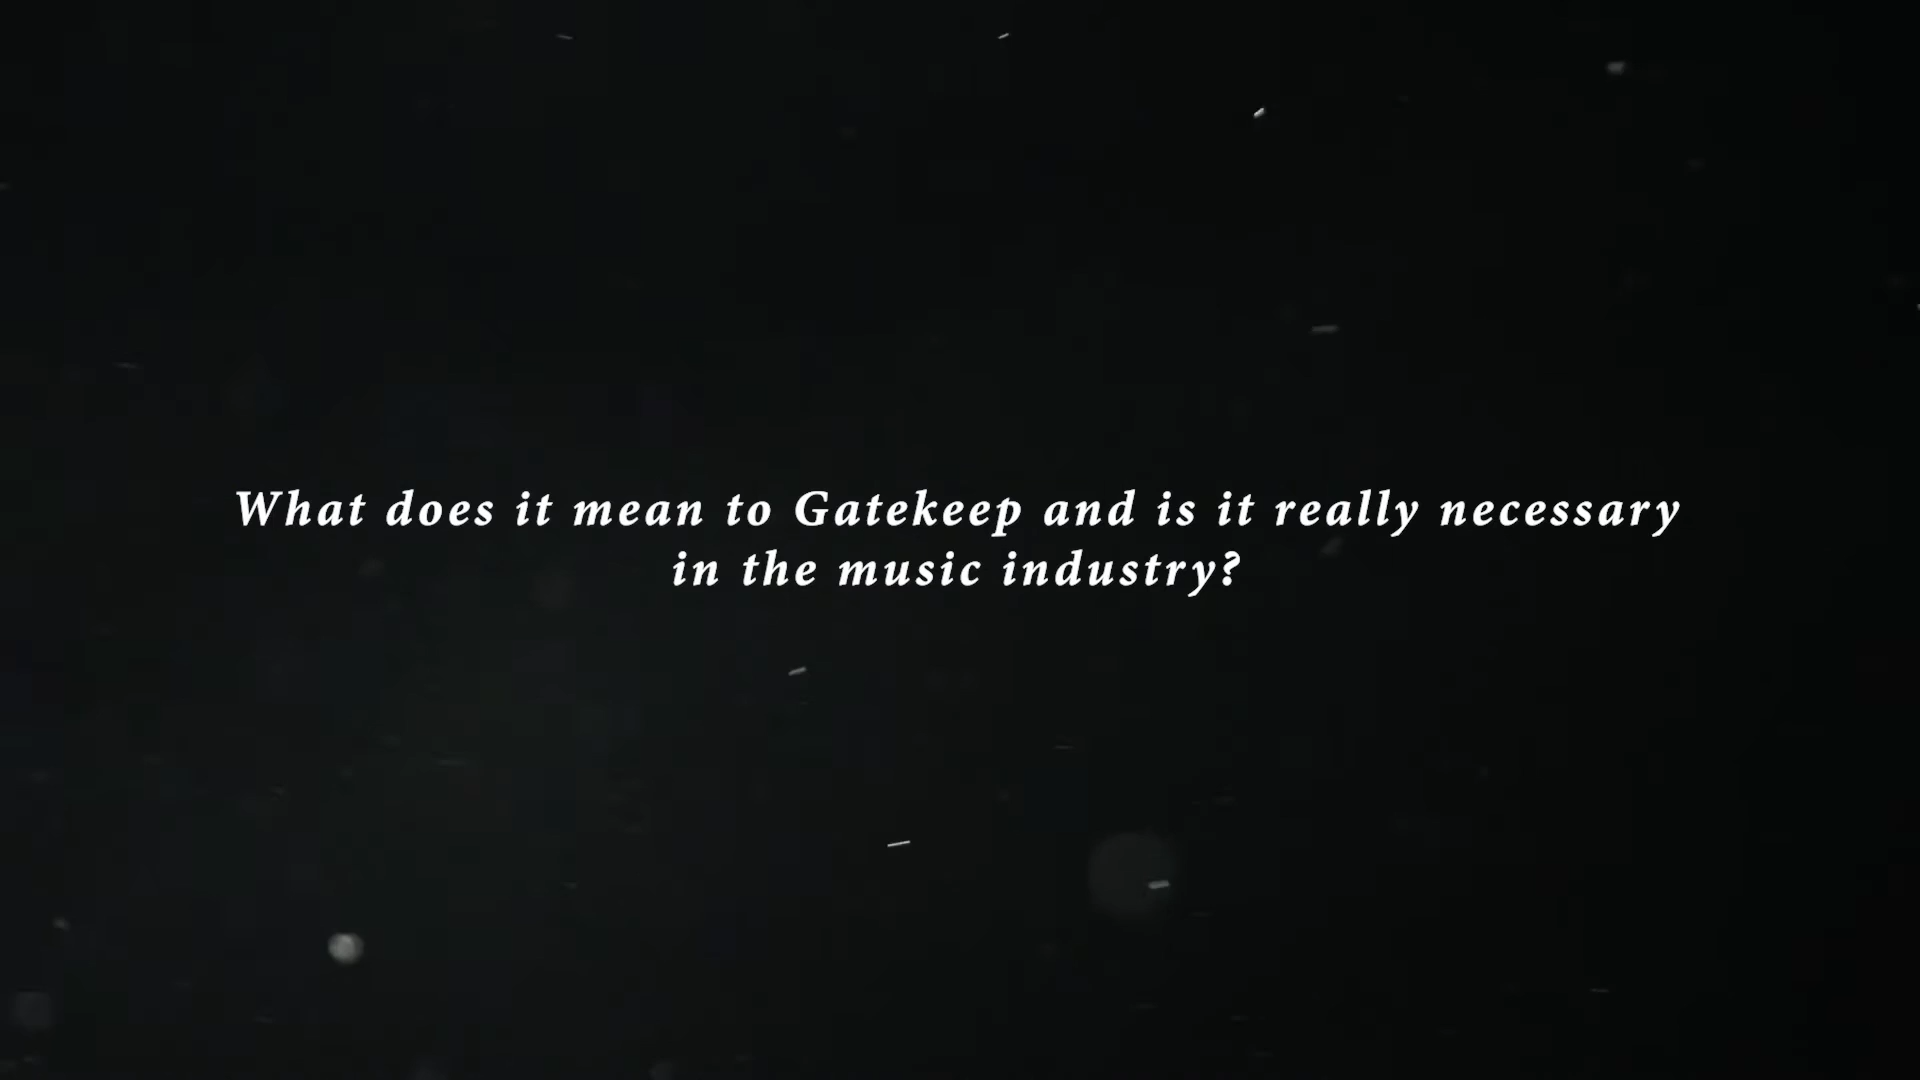 What does it mean to Gatekeep and is it really necessary
in the music industry?